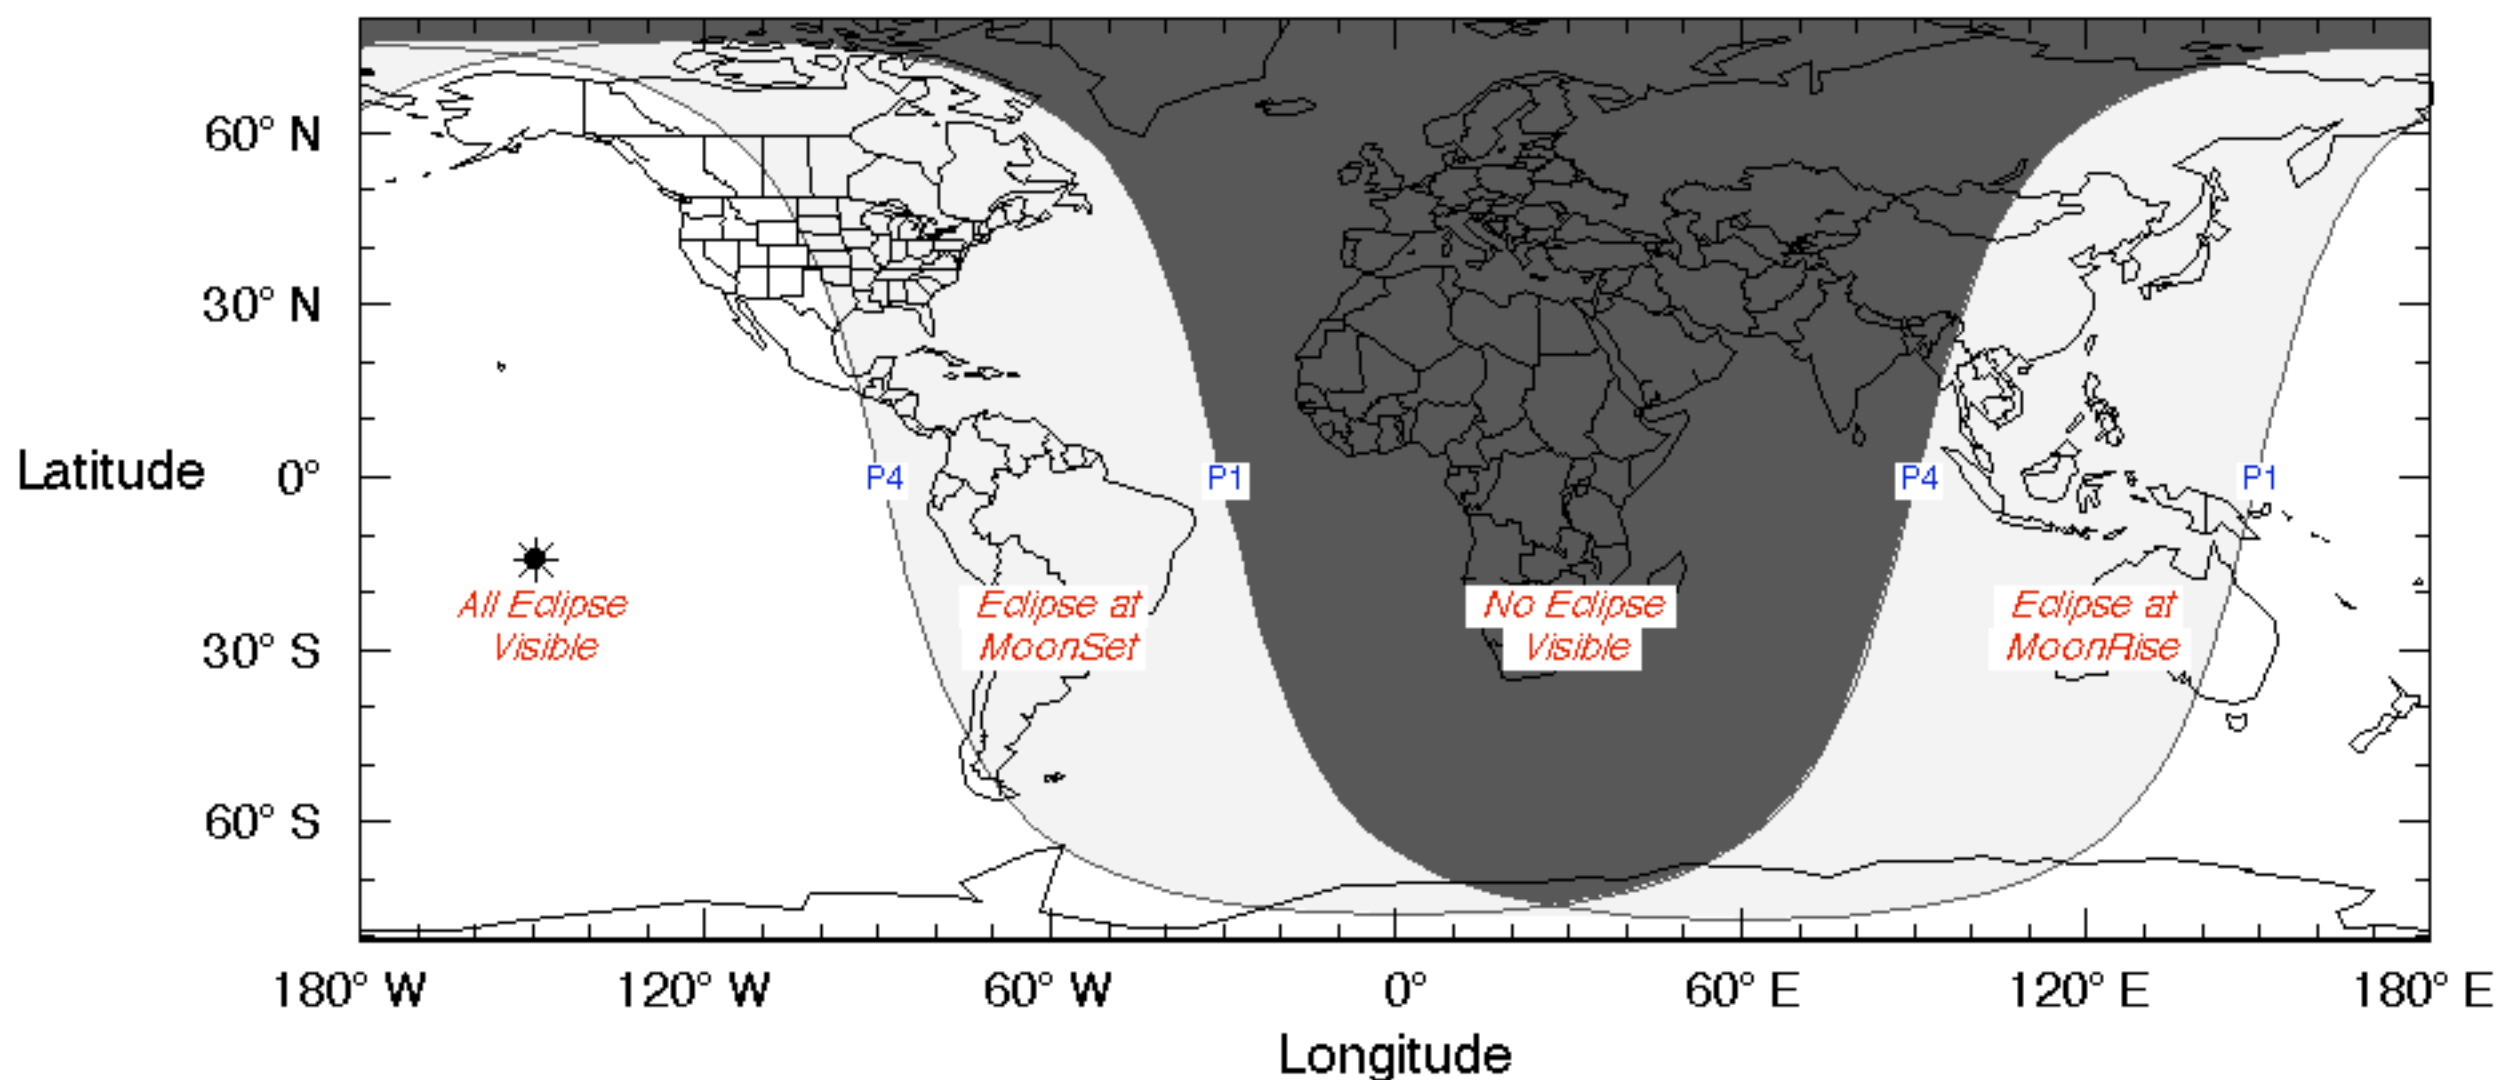 60° N
30° N
Latitude 0°
P4 P1 P4 P1
All Eclipse Visible
Eclipse at MoonSet
No Eclipse Visible
Eclipse at MoonRise
30° S
60° S
180° W 120° W 60° W 0° 60° E 120° E 180° E
Longitude